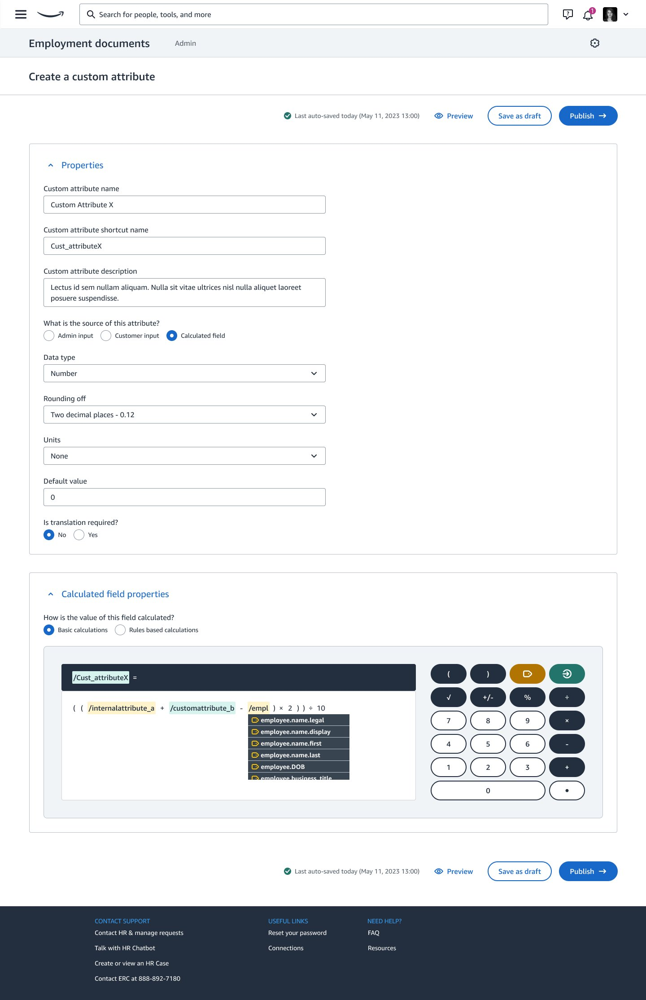 Search for people, tools, and more
1
Employment documents Admin
Create a custom attribute
Last auto-saved today (May 11, 2023 13:00) Preview Save as draft Publish →
Properties
Custom attribute name
Custom Attribute X
Custom attribute shortcut name
Cust_attributeX
Custom attribute description
Lectus id sem nullam aliquam. Nulla sit vitae ultrices nisl nulla aliquet laoreet
posuere suspendisse.
What is the source of this attribute?
Admin input Customer input Calculated field
Data type
Number
Rounding off
Two decimal places - 0.12
Units
None
Default value
0
Is translation required?
No Yes
Calculated field properties
How is the value of this field calculated?
Basic calculations Rules based calculations
/Cust_attributeX =
( ( /internalattribute_a + /customattribute_b - /empl ) × 2 ) ) ÷ 10
employee.name.legal
employee.name.display
employee.name.first
employee.name.last
employee.DOB
employee.business_title
( )
√ +/- % ÷
7 8 9 ×
4 5 6 -
1 2 3 +
0 •
Last auto-saved today (May 11, 2023 13:00) Preview Save as draft Publish →
CONTACT SUPPORT
Contact HR & manage requests
Talk with HR Chatbot
Create or view an HR Case
Contact ERC at 888-892-7180
USEFUL LINKS
Reset your password
Connections
NEED HELP?
FAQ
Resources